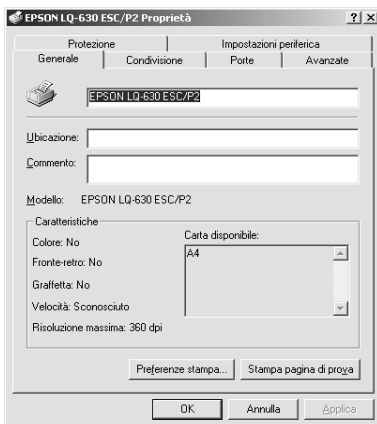 EPSON LQ-630 ESC/P2 Proprietà
Protezione Impostazioni periferica
Generale Condivisione Porte Avanzate
EPSON LQ-630 ESC/P2
Ubicazione:
Commento:
Modello: EPSON LQ-630 ESC/P2
Caratteristiche
Colore: No
Carta disponibile:
Fronte-retro: No
A4
Graffetta: No
Velocità: Sconosciuto
Risoluzione massima: 360 dpi
Preferenze stampa... Stampa pagina di prova
OK Annulla Applica